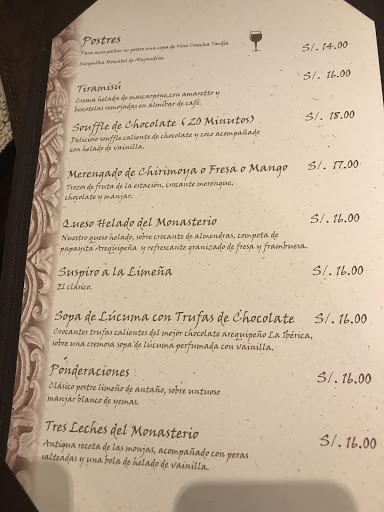 Postres
Para acompañar su postre una copa de Vino Cosecha Tardía
Intipalka Moscatel de Alejandría.
S/. 14.00
Tiramisú
S/. 16.00
Crema helada de mascarpone,con amaretto y
biscotelas remojadas en almíbar de café.
Souffle de Chocolate (20 Minutos)
S/. 18.00
Delicioso souffle caliente de chocolate y coco acompañado
con helado de vainilla.
Merengado de Chirimoya o Fresa o Mango
S/. 17.00
Trozos de fruta de la estación, crocante merengue,
chocolate y manjar.
Queso Helado del Monasterio
S/. 16.00
Nuestro queso helado, sobre crocante de almendras, compota de
papayita Arequipeña y refrescante granizado de fresa y frambuesa.
Suspiro a la Limeña
S/. 16.00
El clásico.
Sopa de Lúcuma con Trufas de Chocolate
S/. 16.00
Crocantes trufas calientes del mejor chocolate arequipeño La Ibérica,
sobre una cremosa sopa de lúcuma perfumada con vainilla.
Ponderaciones
S/. 16.00
Clásico postre limeño de antaño, sobre untuoso
manjar blanco de yemas.
Tres Leches del Monasterio
S/. 16.00
Antigua receta de las monjas, acompañado con peras
salteadas y una bola de helado de vainilla.